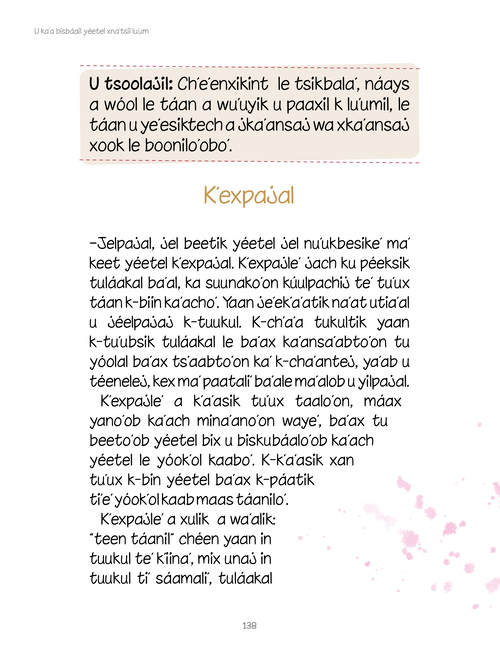 U ka'a bisbáail yéetel xna'tsil lu'um
U tsoolajil: Ch'e'enxikint le tsikbala', náays
a wóol le táan a wu'uyik u paaxil k lu'umil, le
táan u ye'esiktech a jka'ansaj wa xka'ansaj
xook le boonilo'obo'.
K'expajal
–Jelpajal, jel beetik yéetel jel nu'ukbesike' ma'
keet yéetel k'expajal. K'expajle' jach ku péeksik
tuláakal ba'al, ka suunako'on kúulpachij te' tu'ux
táan k-biin ka'acho'. Yaan je'ek'a'atik na'at utia'al
u jéelpajaj k-tuukul. K-ch'a'a tukultik yaan
k-tu'ubsik tuláakal le ba'ax ka'ansa'abto'on tu
yóolal ba'ax ts'aabto'on ka' k-cha'antej, ya'ab u
téenelej, kex ma' paatali' ba'ale ma'alob u yilpajal.
K'expajle' a k'a'asik tu'ux taalo'on, máax
yano'ob ka'ach mina'ano'on waye', ba'ax tu
beeto'ob yéetel bix u biskubáalo'ob ka'ach
yéetel le yóok'ol kaabo'. K-k'a'asik xan
tu'ux k-bin yéetel ba'ax k-páatik
ti'e' yóok'ol kaab maas táanilo'.
K'expajle' a xulik a wa'alik:
"teen táanil" chéen yaan in
tuukul te' k'iina', mix unaj in
tuukul ti' sáamali', tuláakal
138